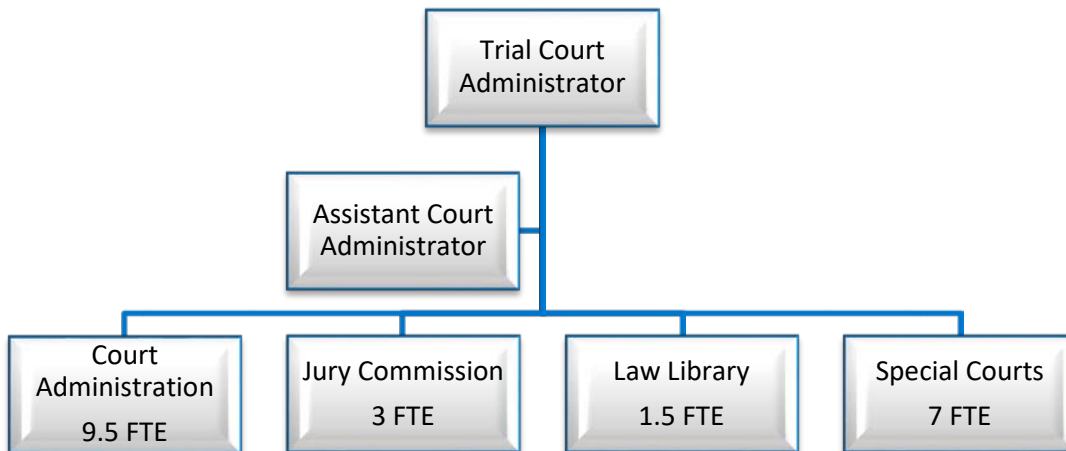 Trial Court
Administrator
Assistant Court
Administrator
Court
Administration
9.5 FTE
Jury Commission
3 FTE
Law Library
1.5 FTE
Special Courts
7 FTE